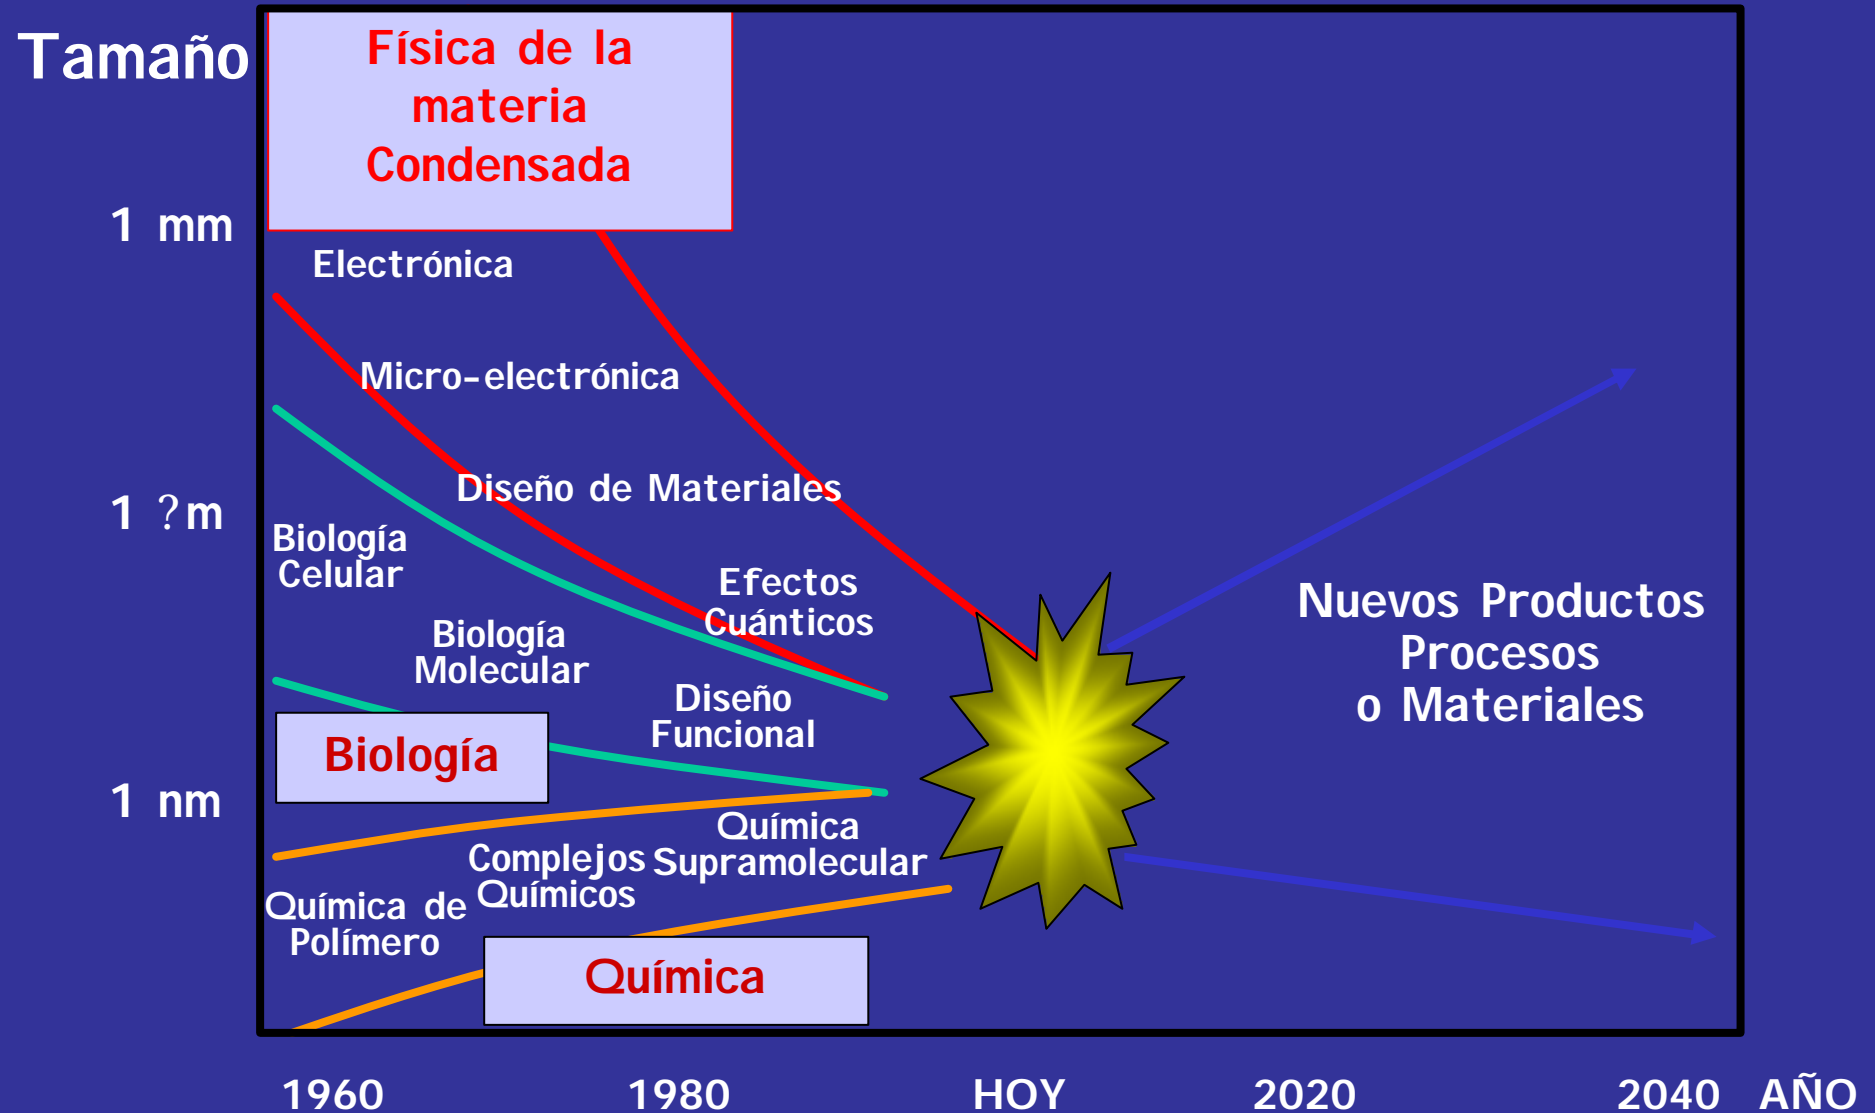 Tamaño
Física de la
materia
Condensada
1 mm
Electrónica
Micro-electrónica
Diseño de Materiales
1 ?m
Biología
Celular
Efectos
Cuánticos
Nuevos Productos
Procesos
o Materiales
Biología
Molecular
Diseño
Funcional
Biología
1 nm
Química
Supramolecular
Complejos
Químicos
Química de
Polímero
Química
1960
1980
HOY
2020
2040
AÑO